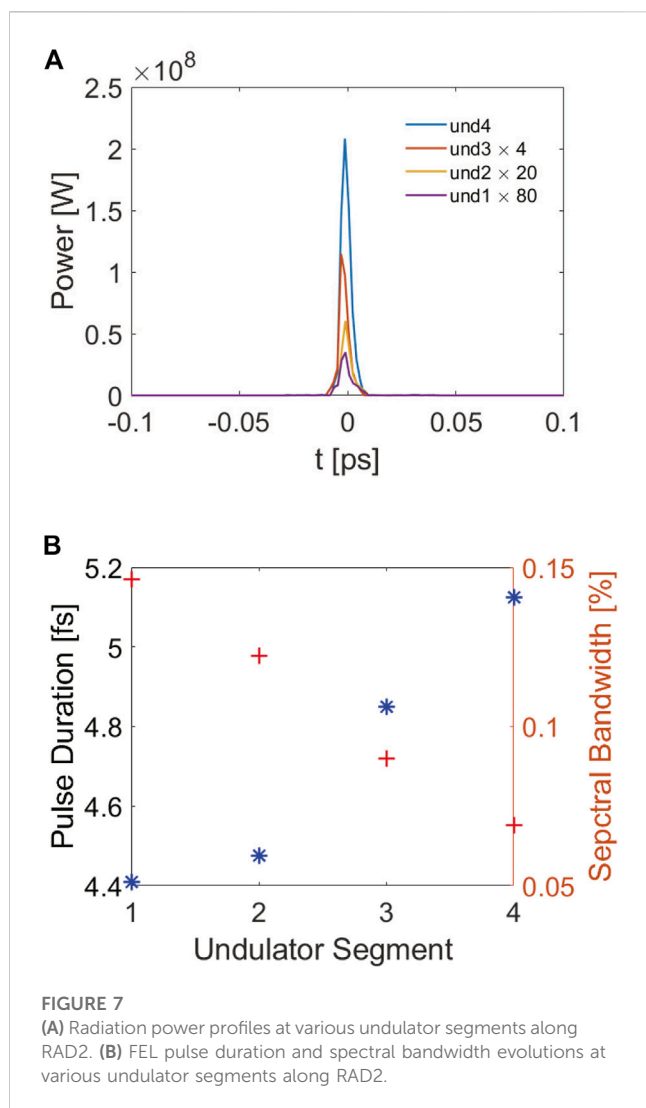 A
×10⁸
2.5
2
1.5
1
0.5
0
Power [W]
und4
und3 × 4
und2 × 20
und1 × 80
-0.1
-0.05
0
0.05
0.1
t [ps]
B
5.2
5
4.8
4.6
4.4
Pulse Duration [fs]
0.15
0.1
0.05
Sepctral Bandwidth [%]
1
2
3
4
Undulator Segment
FIGURE 7
(A) Radiation power profiles at various undulator segments along
RAD2. (B) FEL pulse duration and spectral bandwidth evolutions at
various undulator segments along RAD2.